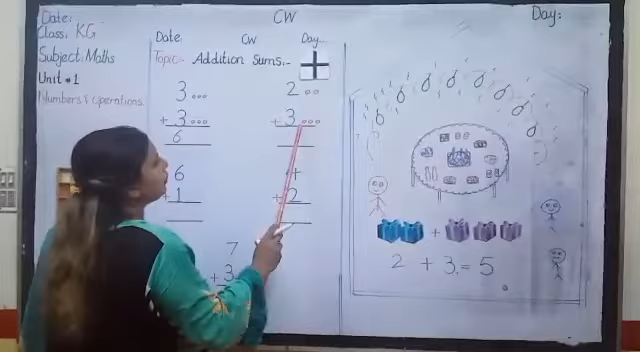 Date:
CW
Day:
Class: KG
Subject: Maths
Unit #1
Numbers & Operations
Date
CW
Day
Topic:- Addition Sums:-
+
3
+ 3
6
2
+ 3
6
+ 1
4
+ 2
7
+ 3
+
2 + 3 = 5